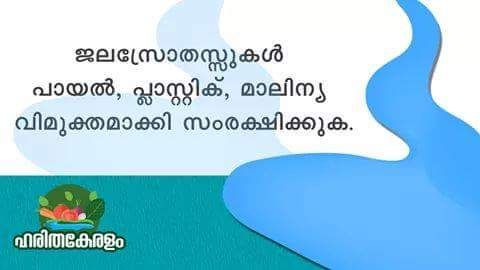 ജലസ്രോതസ്സുകൾ
പായൽ, പ്ലാസ്റ്റിക്, മാലിന്യ
വിമുക്തമാക്കി സംരക്ഷിക്കുക.
ഹരിതകേരളം